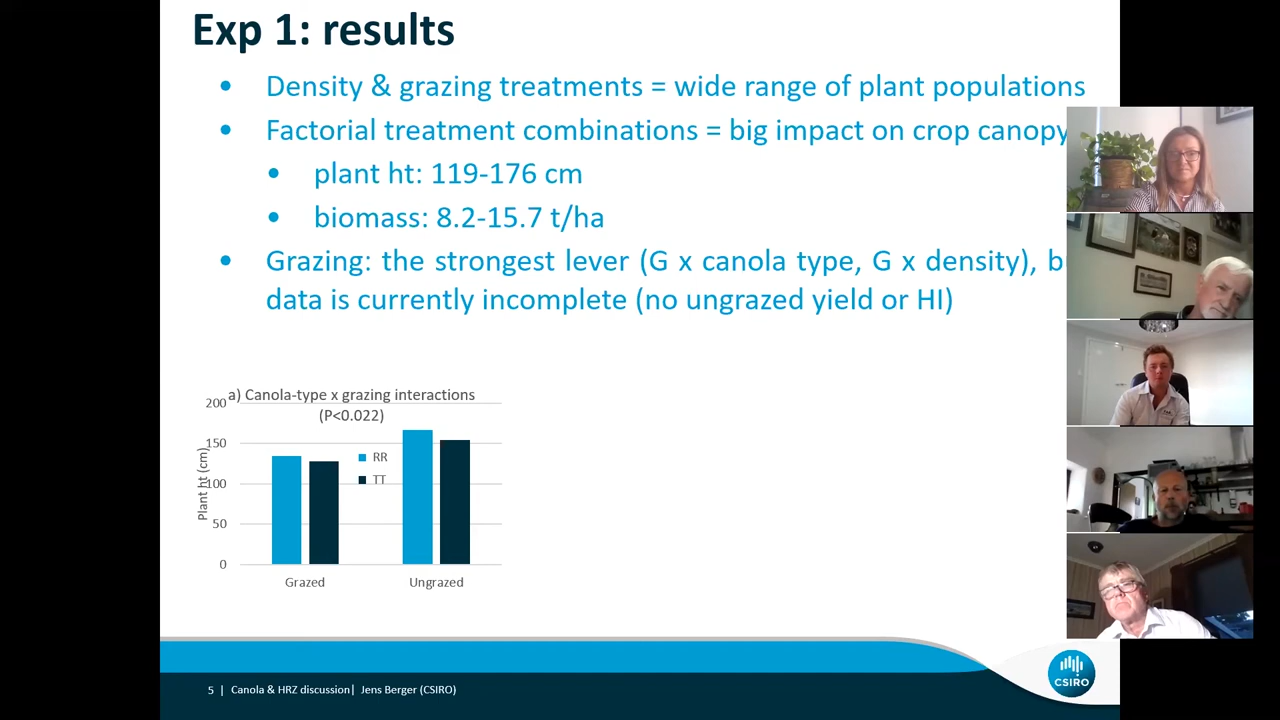 Exp 1: results
• Density & grazing treatments = wide range of plant populations
• Factorial treatment combinations = big impact on crop canopy
• plant ht: 119-176 cm
• biomass: 8.2-15.7 t/ha
• Grazing: the strongest lever (G x canola type, G x density), b
data is currently incomplete (no ungrazed yield or HI)
a) Canola-type x grazing interactions
(P<0.022)
200
150
100
50
0
Plant ht (cm)
RR
TT
Grazed
Ungrazed
5 | Canola & HRZ discussion| Jens Berger (CSIRO)
CSIRO